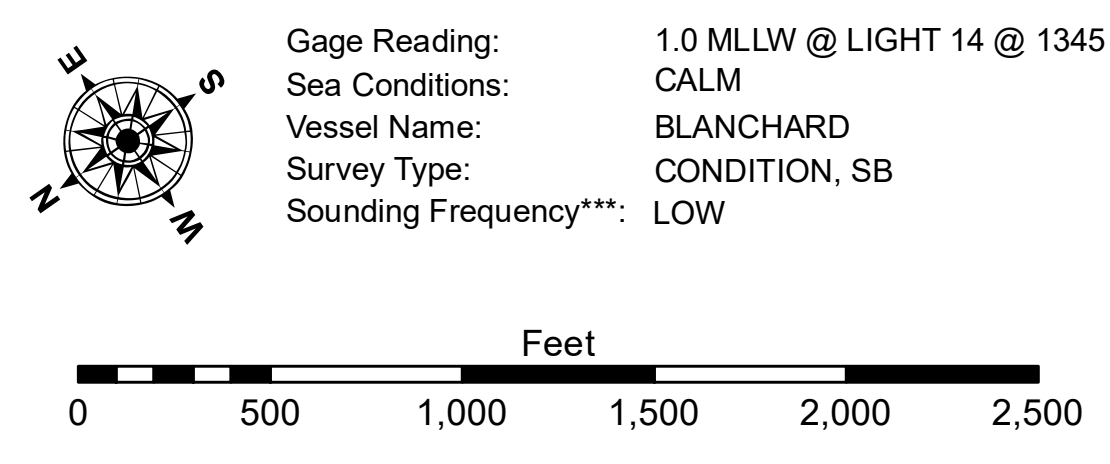 E
S
N
W
Gage Reading: 1.0 MLLW @ LIGHT 14 @ 1345
Sea Conditions: CALM
Vessel Name: BLANCHARD
Survey Type: CONDITION, SB
Sounding Frequency***: LOW
Feet
0 500 1,000 1,500 2,000 2,500